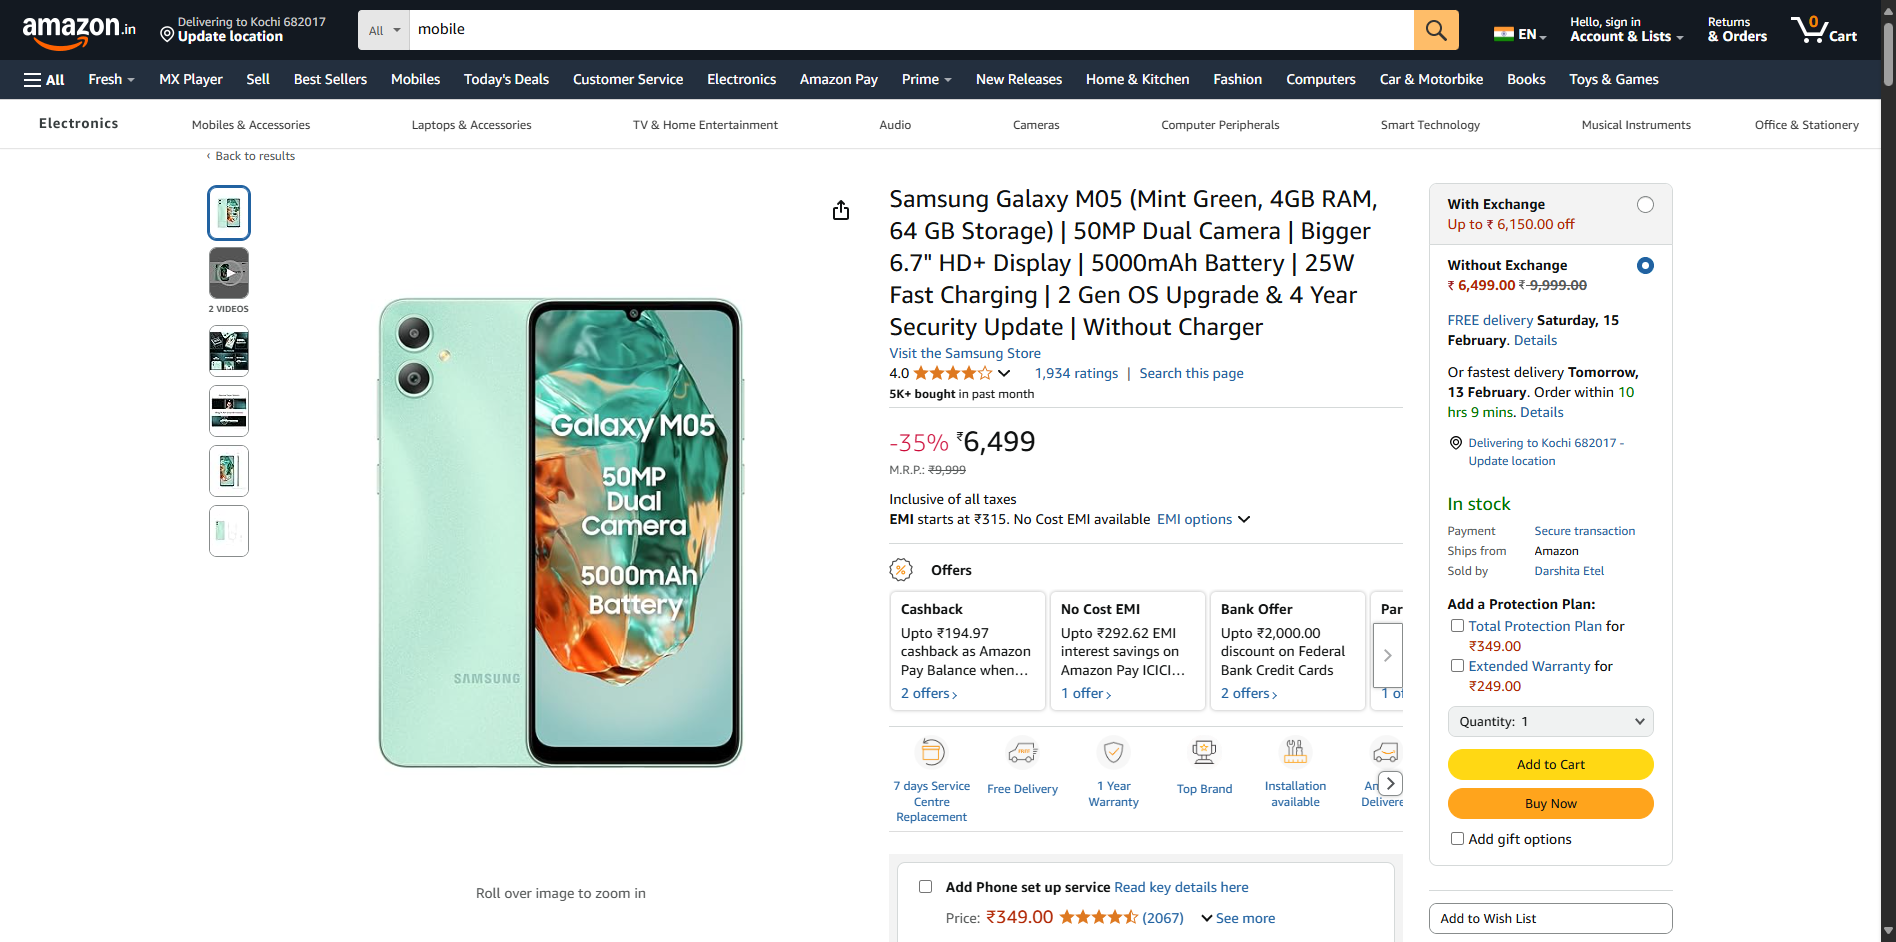 amazon.in
Delivering to Kochi 682017
Update location
All
mobile
EN
Hello, sign in
Account & Lists
Returns
& Orders
0
Cart
All
Fresh
MX Player
Sell
Best Sellers
Mobiles
Today's Deals
Customer Service
Electronics
Amazon Pay
Prime
New Releases
Home & Kitchen
Fashion
Computers
Car & Motorbike
Books
Toys & Games
Electronics
Mobiles & Accessories
Laptops & Accessories
TV & Home Entertainment
Audio
Cameras
Computer Peripherals
Smart Technology
Musical Instruments
Office & Stationery
‹ Back to results
2 VIDEOS
Galaxy M05
50MP
Dual
Camera
5000mAh
Battery
SAMSUNG
Roll over image to zoom in
Samsung Galaxy M05 (Mint Green, 4GB RAM,
64 GB Storage) | 50MP Dual Camera | Bigger
6.7" HD+ Display | 5000mAh Battery | 25W
Fast Charging | 2 Gen OS Upgrade & 4 Year
Security Update | Without Charger
Visit the Samsung Store
4.0 1,934 ratings | Search this page
5K+ bought in past month
-35% ₹6,499
M.R.P.: ₹9,999
Inclusive of all taxes
EMI starts at ₹315. No Cost EMI available EMI options
Offers
Cashback
Upto ₹194.97
cashback as Amazon
Pay Balance when…
2 offers ›
No Cost EMI
Upto ₹292.62 EMI
interest savings on
Amazon Pay ICICI…
1 offer ›
Bank Offer
Upto ₹2,000.00
discount on Federal
Bank Credit Cards
2 offers ›
Par
1 of
7 days Service
Centre
Replacement
Free Delivery
1 Year
Warranty
Top Brand
Installation
available
Am
Delivere
Add Phone set up service Read key details here
Price: ₹349.00 (2067) See more
With Exchange
Up to ₹ 6,150.00 off
Without Exchange
₹ 6,499.00 ₹ 9,999.00
FREE delivery Saturday, 15
February. Details
Or fastest delivery Tomorrow,
13 February. Order within 10
hrs 9 mins. Details
Delivering to Kochi 682017 -
Update location
In stock
Payment Secure transaction
Ships from Amazon
Sold by Darshita Etel
Add a Protection Plan:
Total Protection Plan for
₹349.00
Extended Warranty for
₹249.00
Quantity: 1
Add to Cart
Buy Now
Add gift options
Add to Wish List